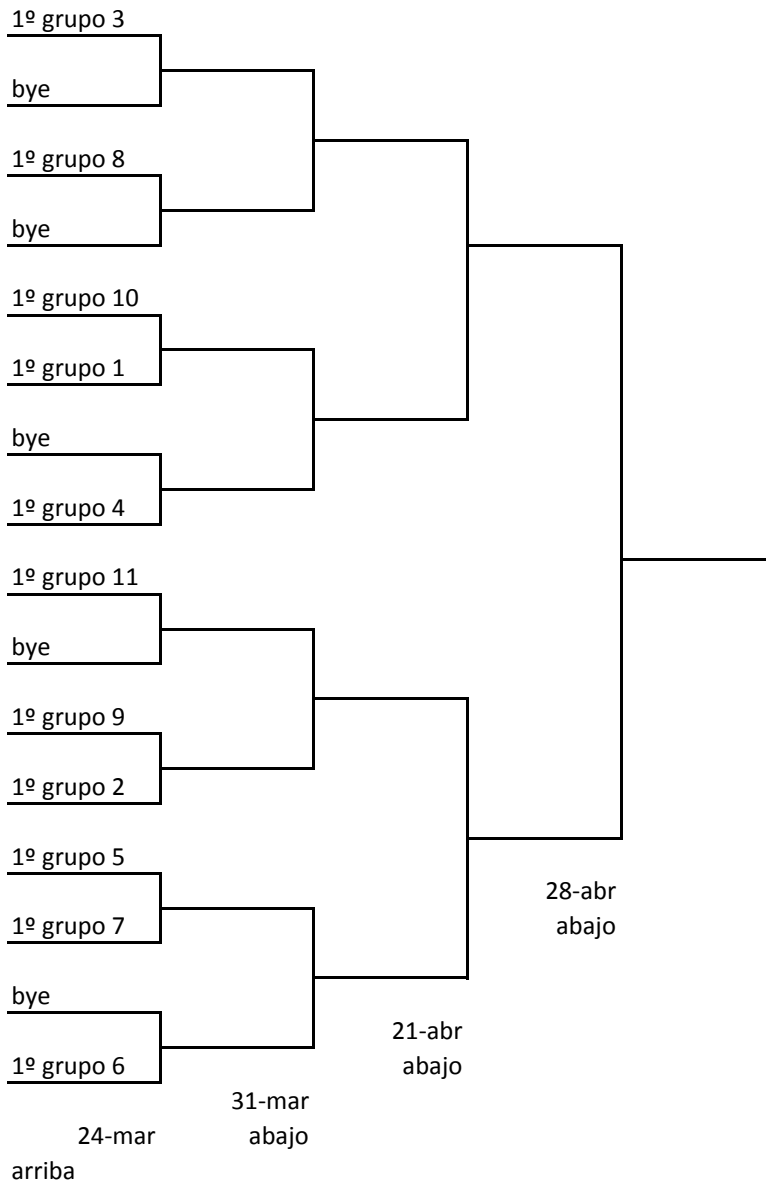 1º grupo 3
bye
1º grupo 8
bye
1º grupo 10
1º grupo 1
bye
1º grupo 4
1º grupo 11
bye
1º grupo 9
1º grupo 2
1º grupo 5
1º grupo 7
bye
1º grupo 6
24-mar
arriba
31-mar
abajo
21-abr
abajo
28-abr
abajo